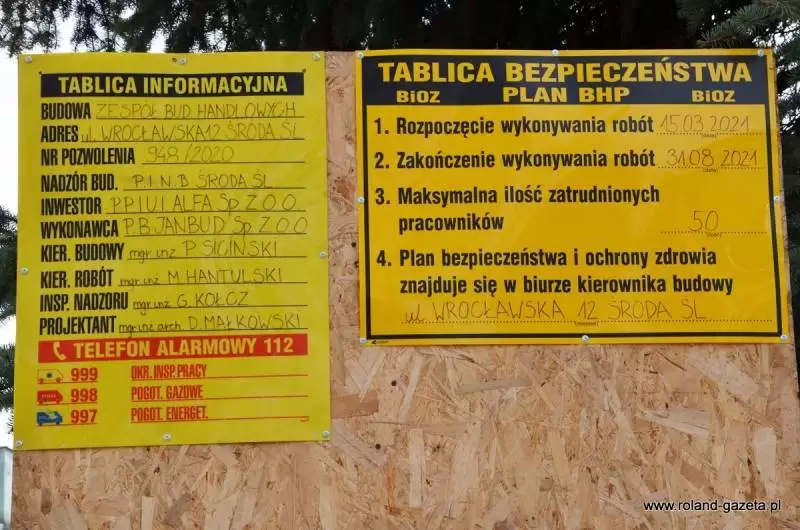 TABLICA INFORMACYJNA
BUDOWA ZESPÓŁ BUD. HANDLOWYCH
ADRES ul. WROCŁAWSKA 12 ŚRODA ŚL
NR POZWOLENIA 948/2020
NADZÓR BUD. P.I.N.B ŚRODA ŚL
INWESTOR P.P.I U.I ALFA Sp Z O.O
WYKONAWCA P.B JANBUD Sp Z O O
KIER. BUDOWY mgr inż P SICIŃSKI
KIER. ROBÓT mgr inż M HANTULSKI
INSP. NADZORU mgr inż G. KOŁCZ
PROJEKTANT mgr inż arch. D. MAŁKOWSKI
TELEFON ALARMOWY 112
999 OKR. INSP. PRACY
998 POGOT. GAZOWE
997 POGOT. ENERGET.
TABLICA BEZPIECZEŃSTWA
BiOZ PLAN BHP BiOZ
1. Rozpoczęcie wykonywania robót 15.03.2021
2. Zakończenie wykonywania robót 31.08.2021
3. Maksymalna ilość zatrudnionych
pracowników 50
4. Plan bezpieczeństwa i ochrony zdrowia
znajduje się w biurze kierownika budowy
ul WROCŁAWSKA 12 ŚRODA ŚL
www.roland-gazeta.pl